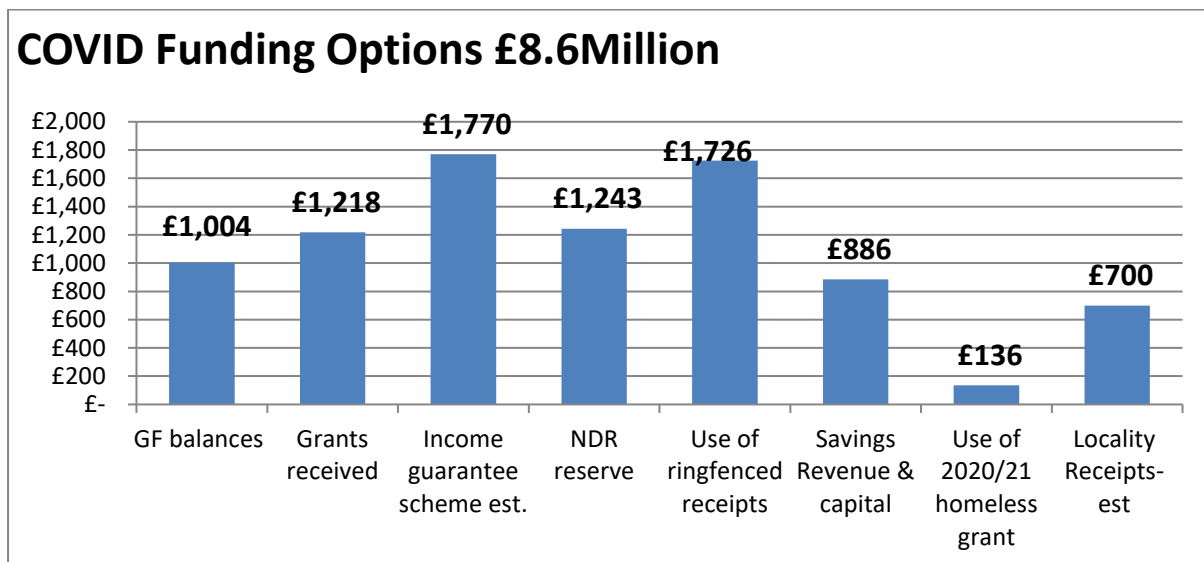 COVID Funding Options £8.6Million
£2,000
£1,800
£1,600
£1,400
£1,200
£1,000
£800
£600
£400
£200
£-
£1,004
£1,218
£1,770
£1,243
£1,726
£886
£136
£700
GF balances
Grants
received
Income
guarantee
scheme est.
NDR
reserve
Use of
ringfenced
receipts
Savings
Revenue &
capital
Use of
2020/21
homeless
grant
Locality
Receipts-
est